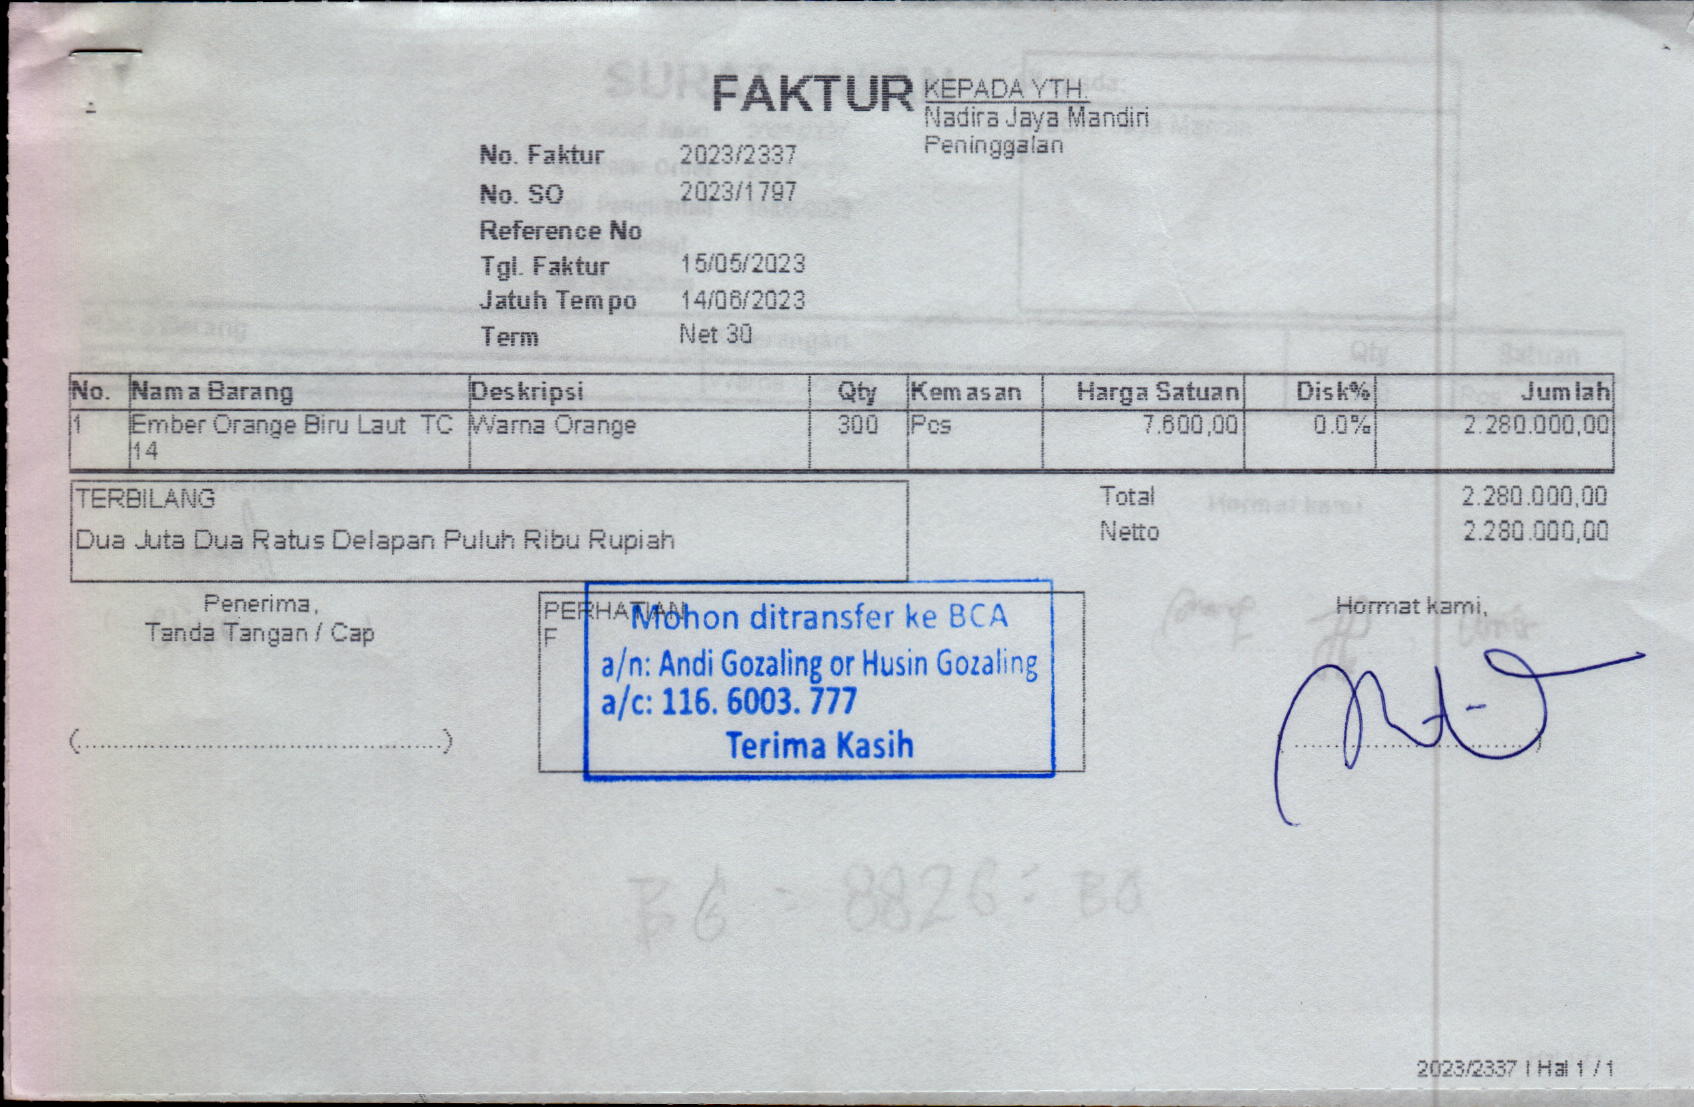 FAKTUR
KEPADA YTH.
Nadira Jaya Mandiri
Peninggalan
No. Faktur 2023/2337
No. SO 2023/1797
Reference No
Tgl. Faktur 15/05/2023
Jatuh Tempo 14/06/2023
Term Net 30
No. Nama Barang Deskripsi Qty Kemasan Harga Satuan Disk% Jumlah
1 Ember Orange Biru Laut TC Warna Orange 300 Pcs 7.600,00 0.0% 2.280.000,00
14
TERBILANG
Dua Juta Dua Ratus Delapan Puluh Ribu Rupiah
Total 2.280.000,00
Netto 2.280.000,00
Penerima,
Tanda Tangan / Cap
(......................................................)
PERHATIAN
F
Mohon ditransfer ke BCA
a/n: Andi Gozaling or Husin Gozaling
a/c: 116. 6003. 777
Terima Kasih
Hormat kami,
2023/2337 | Hal 1 / 1